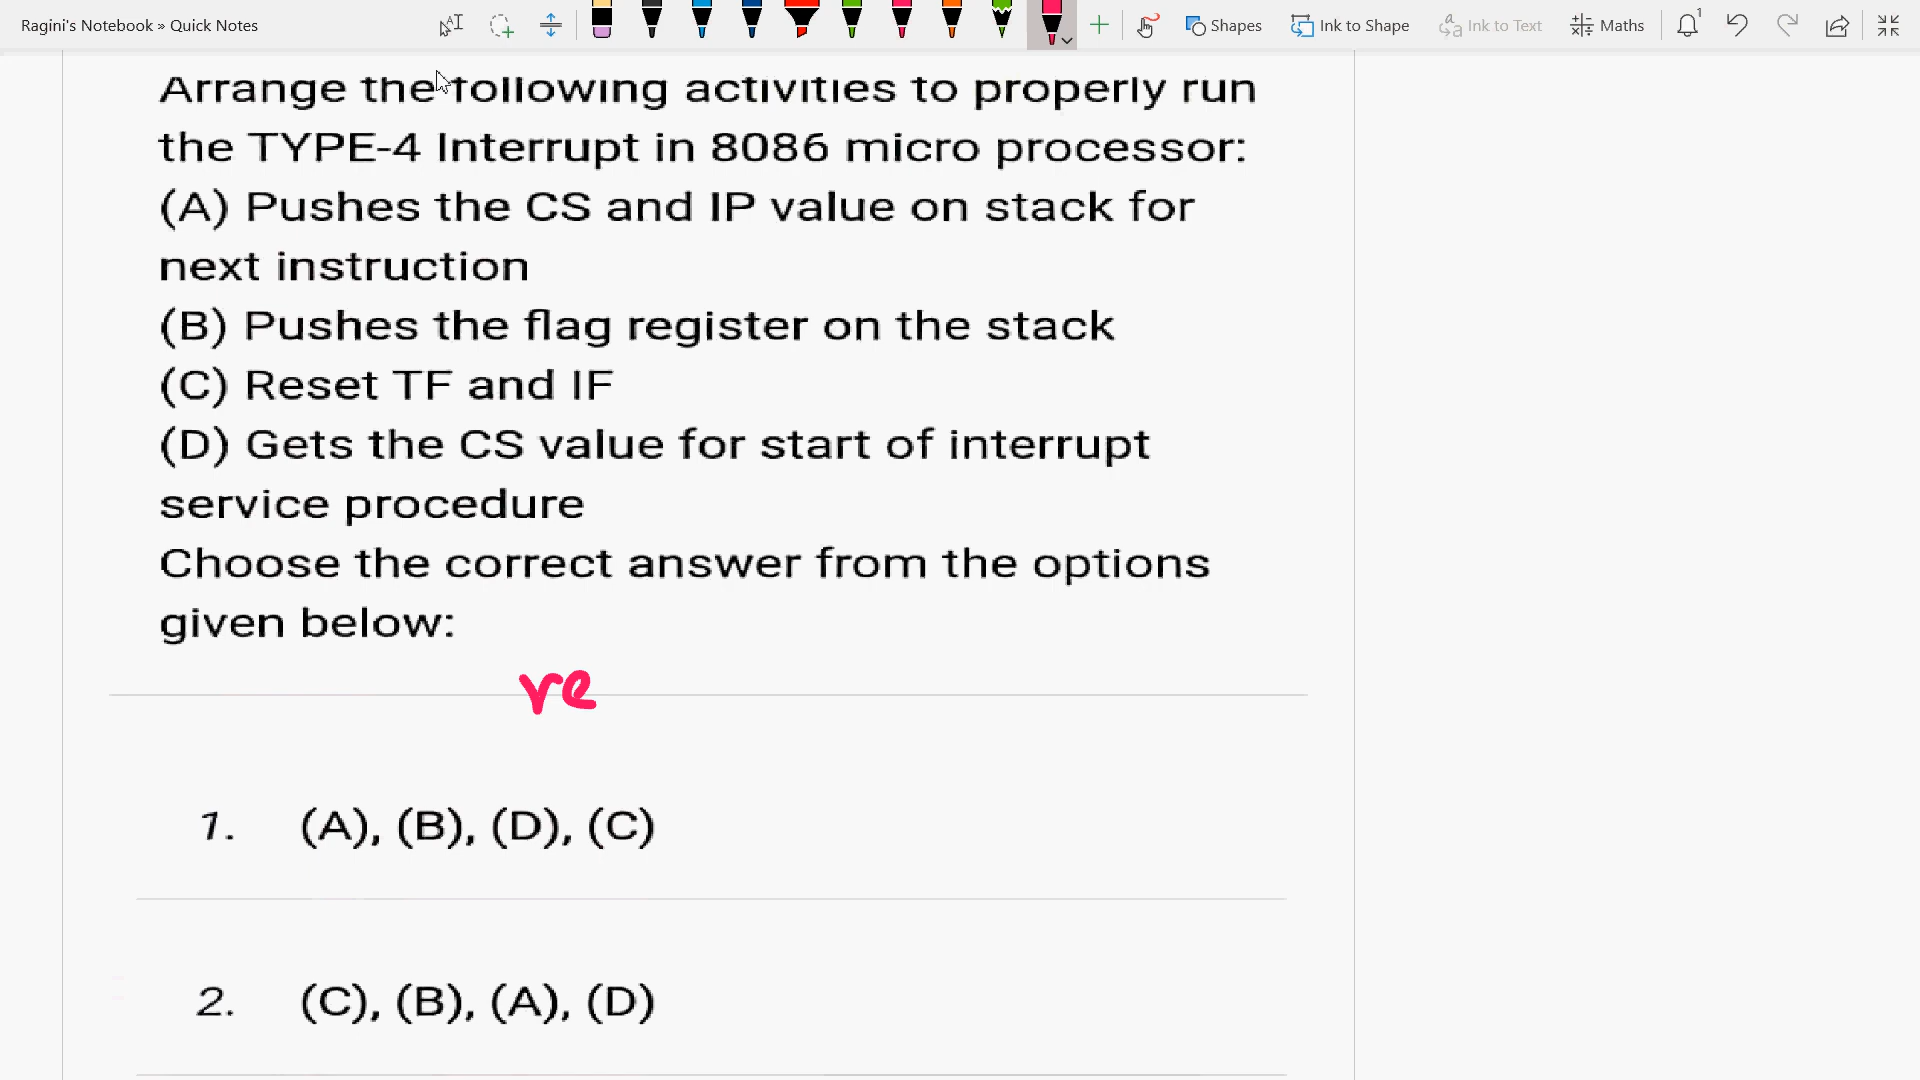 Ragini's Notebook » Quick Notes
Shapes
Ink to Shape
Ink to Text
Maths
1
Arrange the following activities to properly run
the TYPE-4 Interrupt in 8086 micro processor:
(A) Pushes the CS and IP value on stack for
next instruction
(B) Pushes the flag register on the stack
(C) Reset TF and IF
(D) Gets the CS value for start of interrupt
service procedure
Choose the correct answer from the options
given below:
re
1. (A), (B), (D), (C)
2. (C), (B), (A), (D)